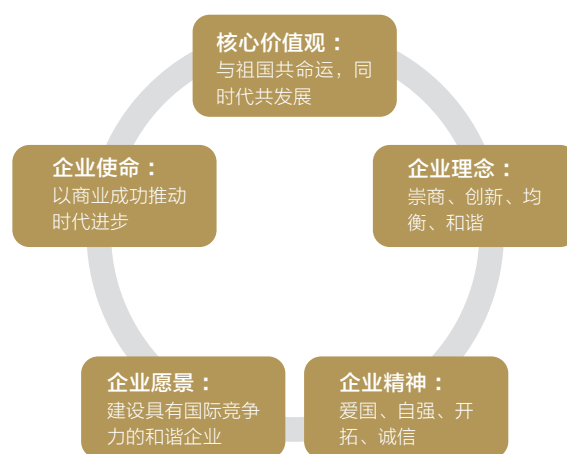 核心价值观：
与祖国共命运，同
时代共发展
企业使命：
以商业成功推动
时代进步
企业理念：
崇商、创新、均
衡、和谐
企业愿景：
建设具有国际竞争
力的和谐企业
企业精神：
爱国、自强、开
拓、诚信